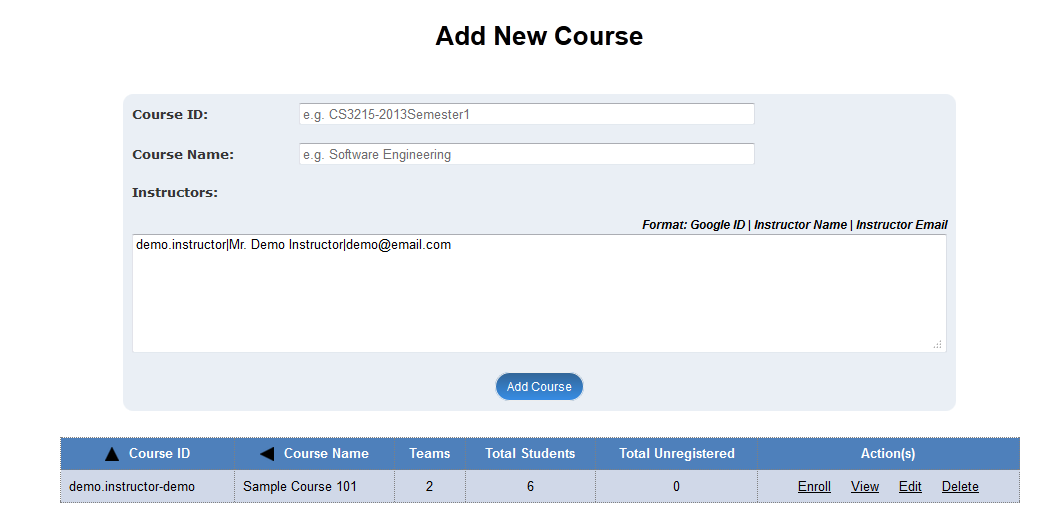 Add New Course
Course ID: e.g. CS3215-2013Semester1
Course Name: e.g. Software Engineering
Instructors:
Format: Google ID | Instructor Name | Instructor Email
demo.instructor|Mr. Demo Instructor|demo@email.com
Add Course
Course ID Course Name Teams Total Students Total Unregistered Action(s)
demo.instructor-demo Sample Course 101 2 6 0 Enroll View Edit Delete